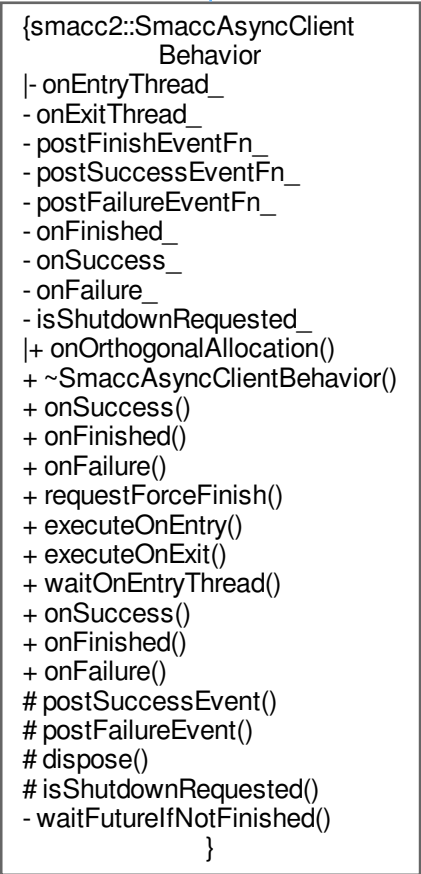 {smacc2::SmaccAsyncClient
Behavior
|- onEntryThread_
- onExitThread_
- postFinishEventFn_
- postSuccessEventFn_
- postFailureEventFn_
- onFinished_
- onSuccess_
- onFailure_
- isShutdownRequested_
|+ onOrthogonalAllocation()
+ ~SmaccAsyncClientBehavior()
+ onSuccess()
+ onFinished()
+ onFailure()
+ requestForceFinish()
+ executeOnEntry()
+ executeOnExit()
+ waitOnEntryThread()
+ onSuccess()
+ onFinished()
+ onFailure()
# postSuccessEvent()
# postFailureEvent()
# dispose()
# isShutdownRequested()
- waitFutureIfNotFinished()
}